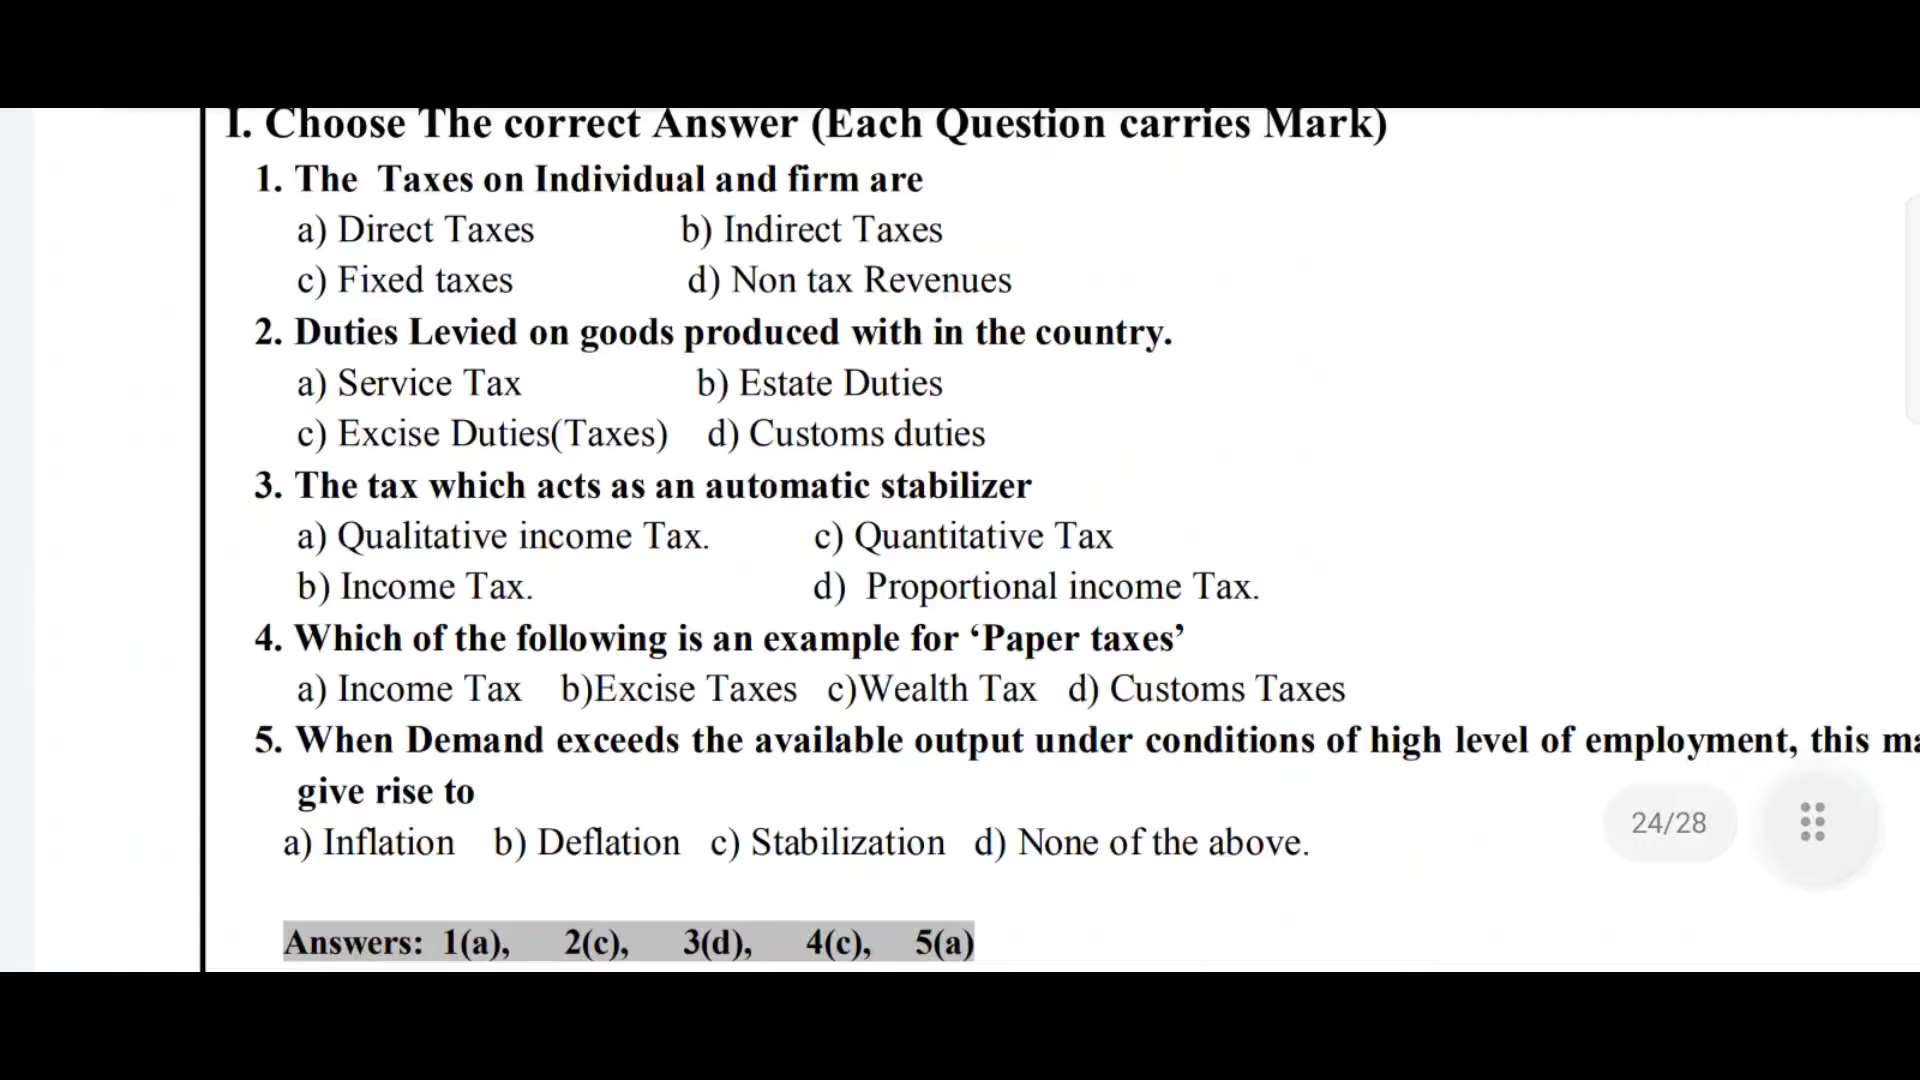 I. Choose The correct Answer (Each Question carries Mark)
1. The Taxes on Individual and firm are
a) Direct Taxes b) Indirect Taxes
c) Fixed taxes d) Non tax Revenues
2. Duties Levied on goods produced with in the country.
a) Service Tax b) Estate Duties
c) Excise Duties(Taxes) d) Customs duties
3. The tax which acts as an automatic stabilizer
a) Qualitative income Tax. c) Quantitative Tax
b) Income Tax. d) Proportional income Tax.
4. Which of the following is an example for ‘Paper taxes’
a) Income Tax b)Excise Taxes c)Wealth Tax d) Customs Taxes
5. When Demand exceeds the available output under conditions of high level of employment, this
give rise to
a) Inflation b) Deflation c) Stabilization d) None of the above.
24/28
Answers: 1(a), 2(c), 3(d), 4(c), 5(a)